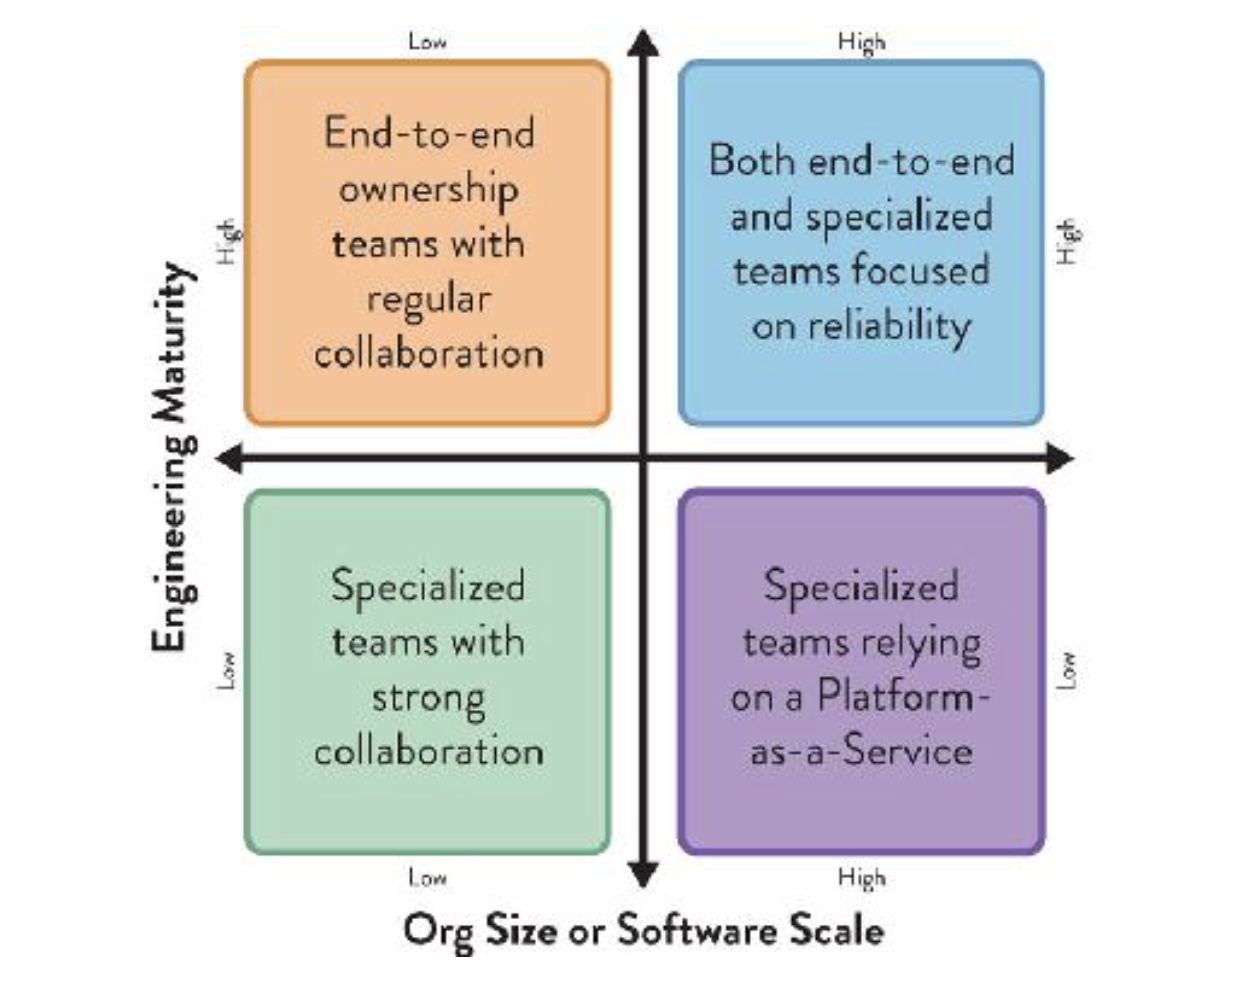 Low
High
End-to-end
ownership
teams with
regular
collaboration
Both end-to-end
and specialized
teams focused
on reliability
High
High
Engineering Maturity
Specialized
teams with
strong
collaboration
Specialized
teams relying
on a Platform-
as-a-Service
Low
Low
Low
High
Org Size or Software Scale